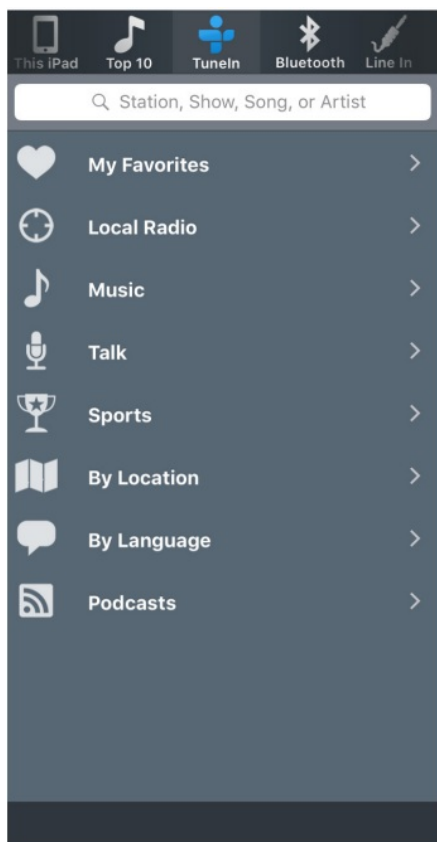 This iPad Top 10 TuneIn Bluetooth Line In
Station, Show, Song, or Artist
My Favorites
Local Radio
Music
Talk
Sports
By Location
By Language
Podcasts